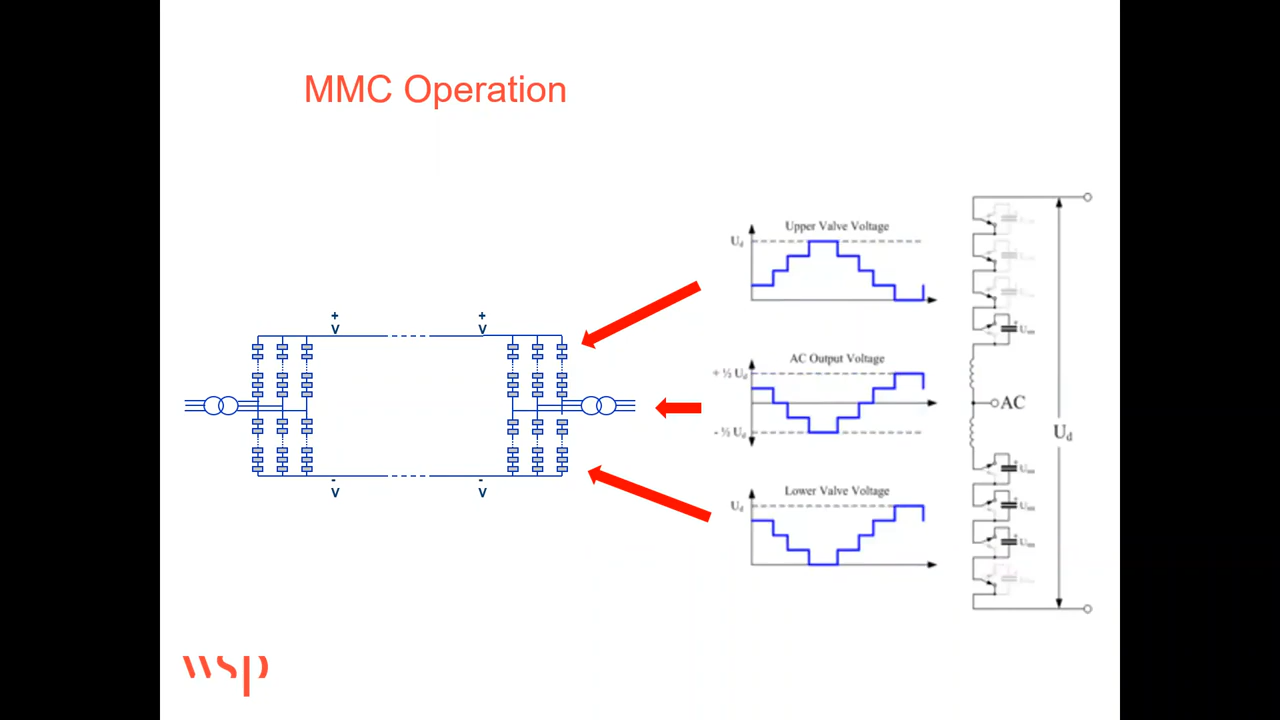 MMC Operation
Upper Valve Voltage
Ud
AC Output Voltage
+ ½ Ud
- ½ Ud
Lower Valve Voltage
Ud
+
V
+
V
-
V
-
V
AC
Ud
wsp